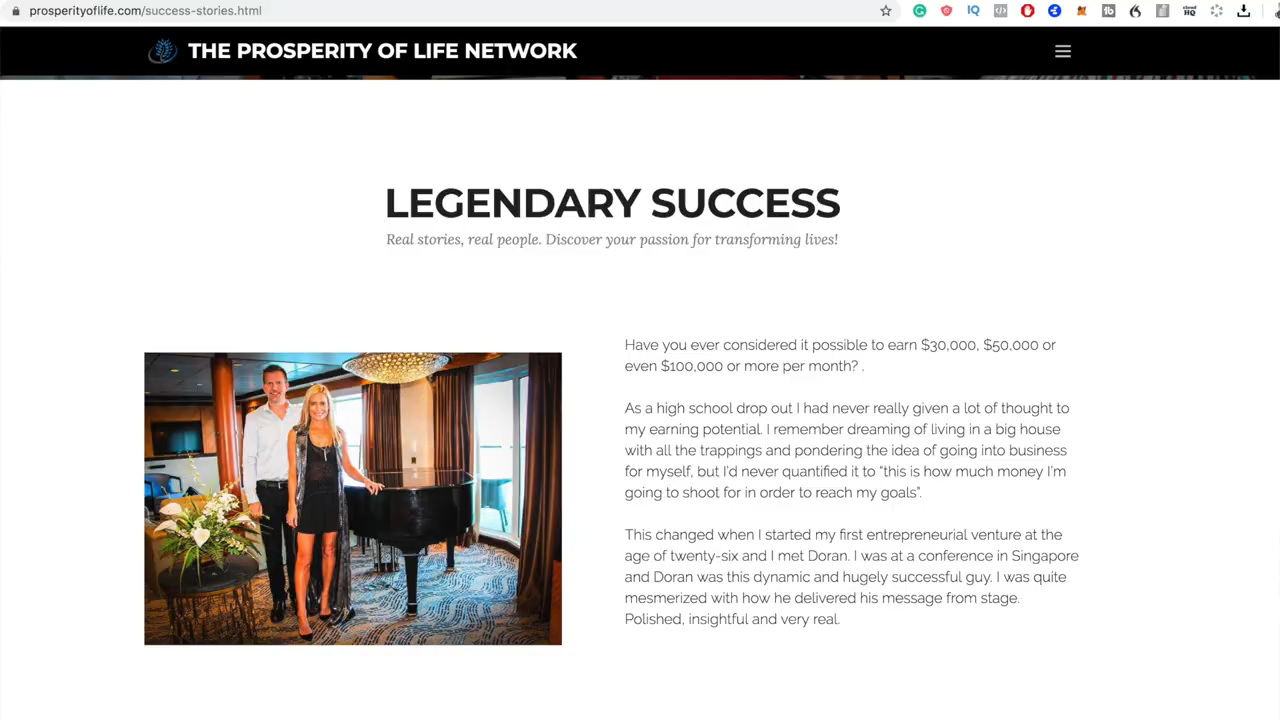 prosperityoflife.com/success-stories.html
THE PROSPERITY OF LIFE NETWORK
LEGENDARY SUCCESS
Real stories, real people. Discover your passion for transforming lives!
Have you ever considered it possible to earn $30,000, $50,000 or
even $100,000 or more per month? .
As a high school drop out I had never really given a lot of thought to
my earning potential. I remember dreaming of living in a big house
with all the trappings and pondering the idea of going into business
for myself, but I'd never quantified it to “this is how much money I'm
going to shoot for in order to reach my goals”.
This changed when I started my first entrepreneurial venture at the
age of twenty-six and I met Doran. I was at a conference in Singapore
and Doran was this dynamic and hugely successful guy. I was quite
mesmerized with how he delivered his message from stage.
Polished, insightful and very real.